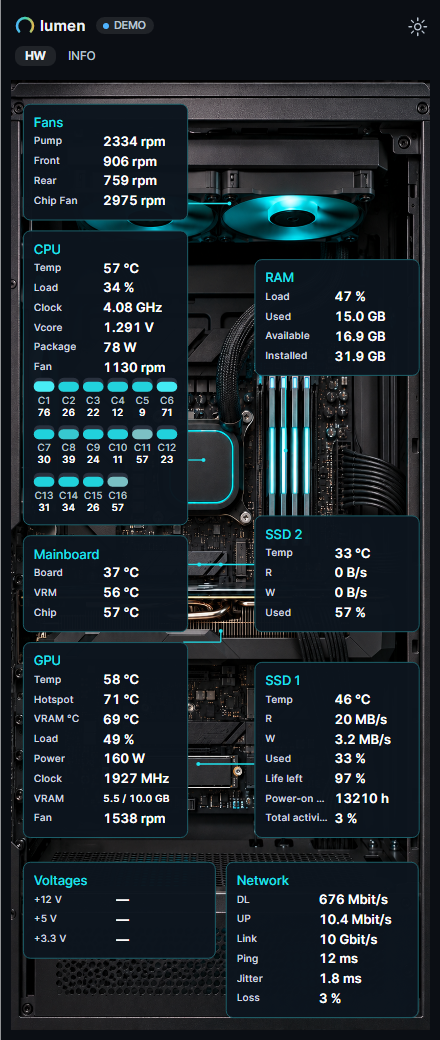 lumen DEMO
HW INFO
Fans
Pump 2334 rpm
Front 906 rpm
Rear 759 rpm
Chip Fan 2975 rpm
CPU
Temp 57 °C
Load 34 %
Clock 4.08 GHz
Vcore 1.291 V
Package 78 W
Fan 1130 rpm
C1 C2 C3 C4 C5 C6
76 26 22 12 9 71
C7 C8 C9 C10 C11 C12
30 39 24 11 57 23
C13 C14 C15 C16
31 34 26 57
RAM
Load 47 %
Used 15.0 GB
Available 16.9 GB
Installed 31.9 GB
Mainboard
Board 37 °C
VRM 56 °C
Chip 57 °C
SSD 2
Temp 33 °C
R 0 B/s
W 0 B/s
Used 57 %
GPU
Temp 58 °C
Hotspot 71 °C
VRAM °C 69 °C
Load 49 %
Power 160 W
Clock 1927 MHz
VRAM 5.5 / 10.0 GB
Fan 1538 rpm
SSD 1
Temp 46 °C
R 20 MB/s
W 3.2 MB/s
Used 33 %
Life left 97 %
Power-on ... 13210 h
Total activi... 3 %
Voltages
+12 V —
+5 V —
+3.3 V —
Network
DL 676 Mbit/s
UP 10.4 Mbit/s
Link 10 Gbit/s
Ping 12 ms
Jitter 1.8 ms
Loss 3 %